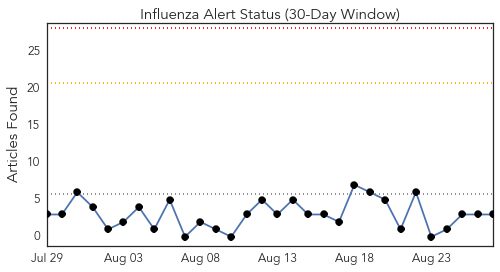 Influenza Alert Status (30-Day Window)
Articles Found
25
20
15
10
5
0
Jul 29 Aug 03 Aug 08 Aug 13 Aug 18 Aug 23